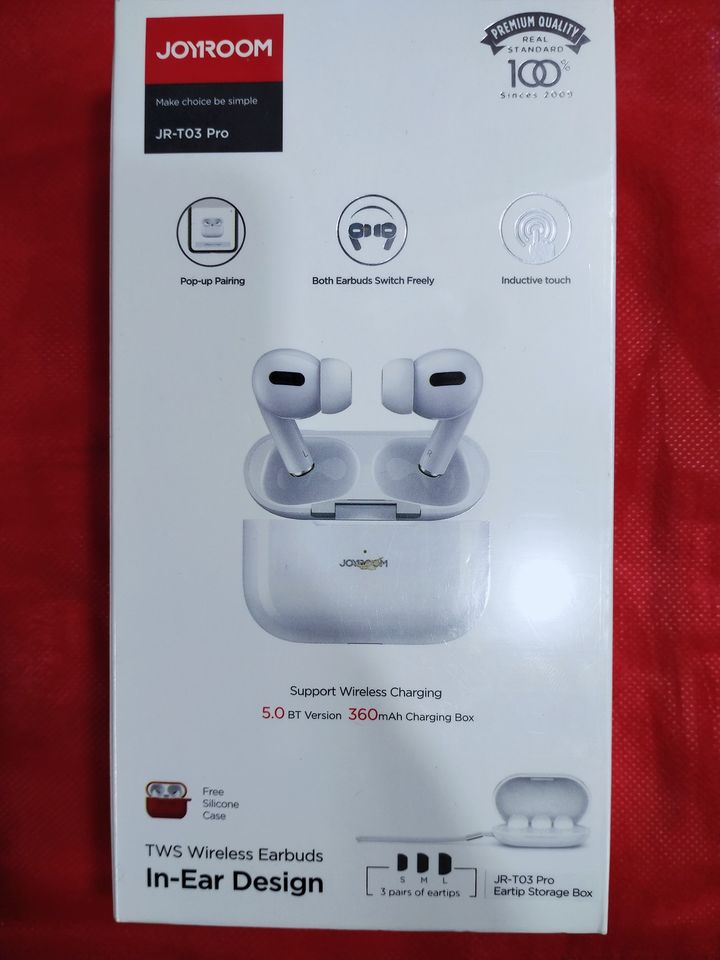 JOYROOM
Make choice be simple
JR-T03 Pro
PREMIUM QUALITY
REAL
STANDARD
100%
Sinces 2009
Pop-up Pairing
Both Earbuds Switch Freely
Inductive touch
L
R
JOYROOM
Support Wireless Charging
5.0 BT Version 360mAh Charging Box
Free
Silicone
Case
TWS Wireless Earbuds
In-Ear Design
S M L
3 pairs of eartips
JR-T03 Pro
Eartip Storage Box